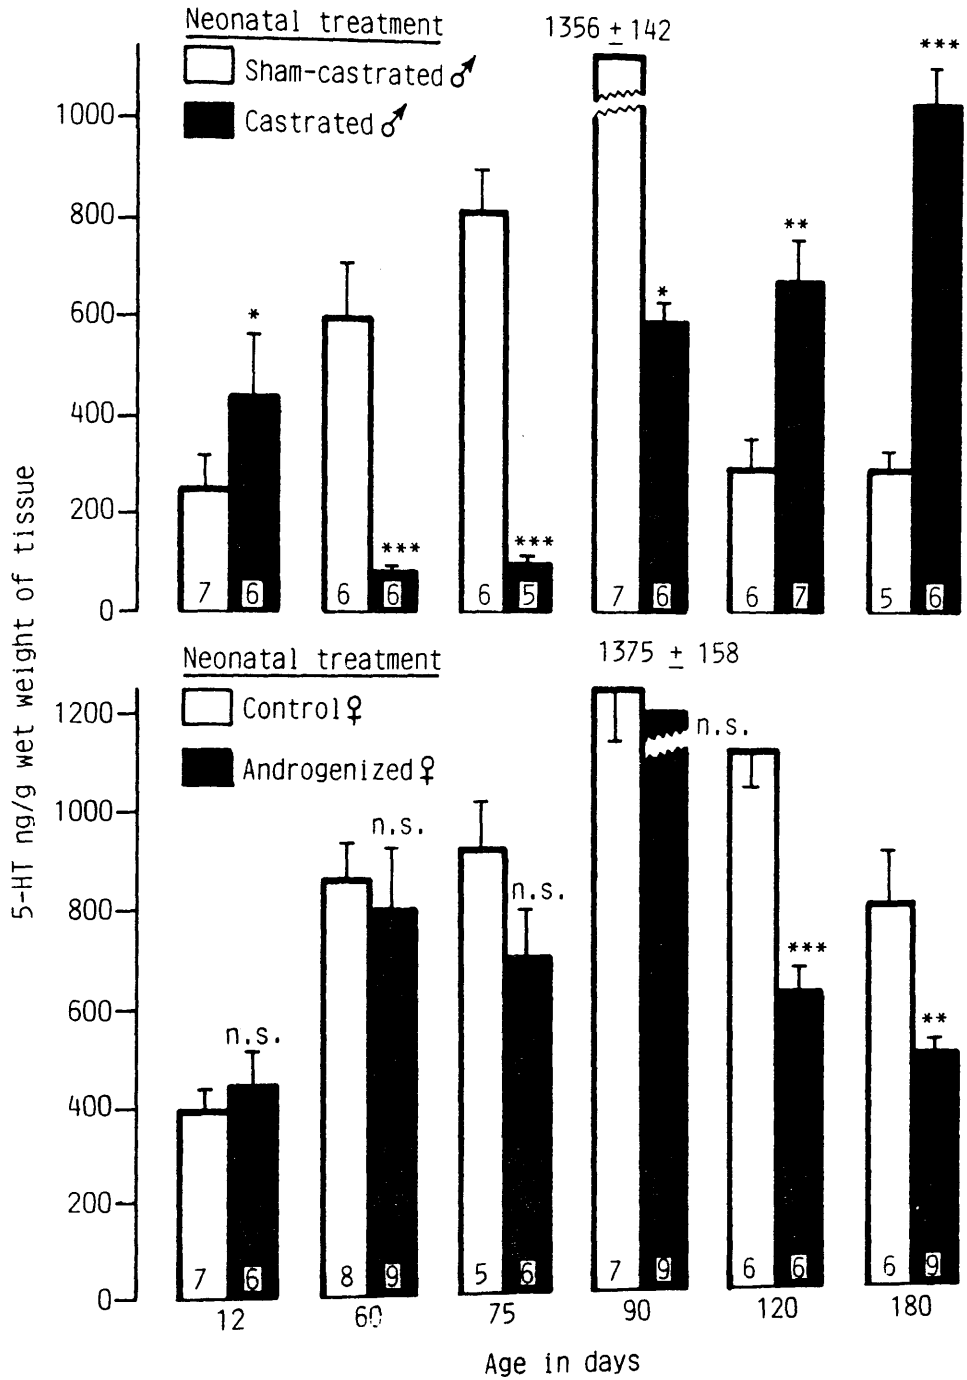 Neonatal treatment
1356 ± 142
Sham-castrated ♂
Castrated ♂
***
1000
800
**
600
*
*
400
200
***
***
0
7 6 6 6 6 5 7 6 6 7 5 6
5-HT ng/g wet weight of tissue
Neonatal treatment
1375 ± 158
Control ♀
1200
n.s.
Androgenized ♀
1000
n.s.
n.s.
800
***
600
**
n.s.
400
200
7 6 8 9 5 6 7 9 6 6 6 9
0
12 60 75 90 120 180
Age in days